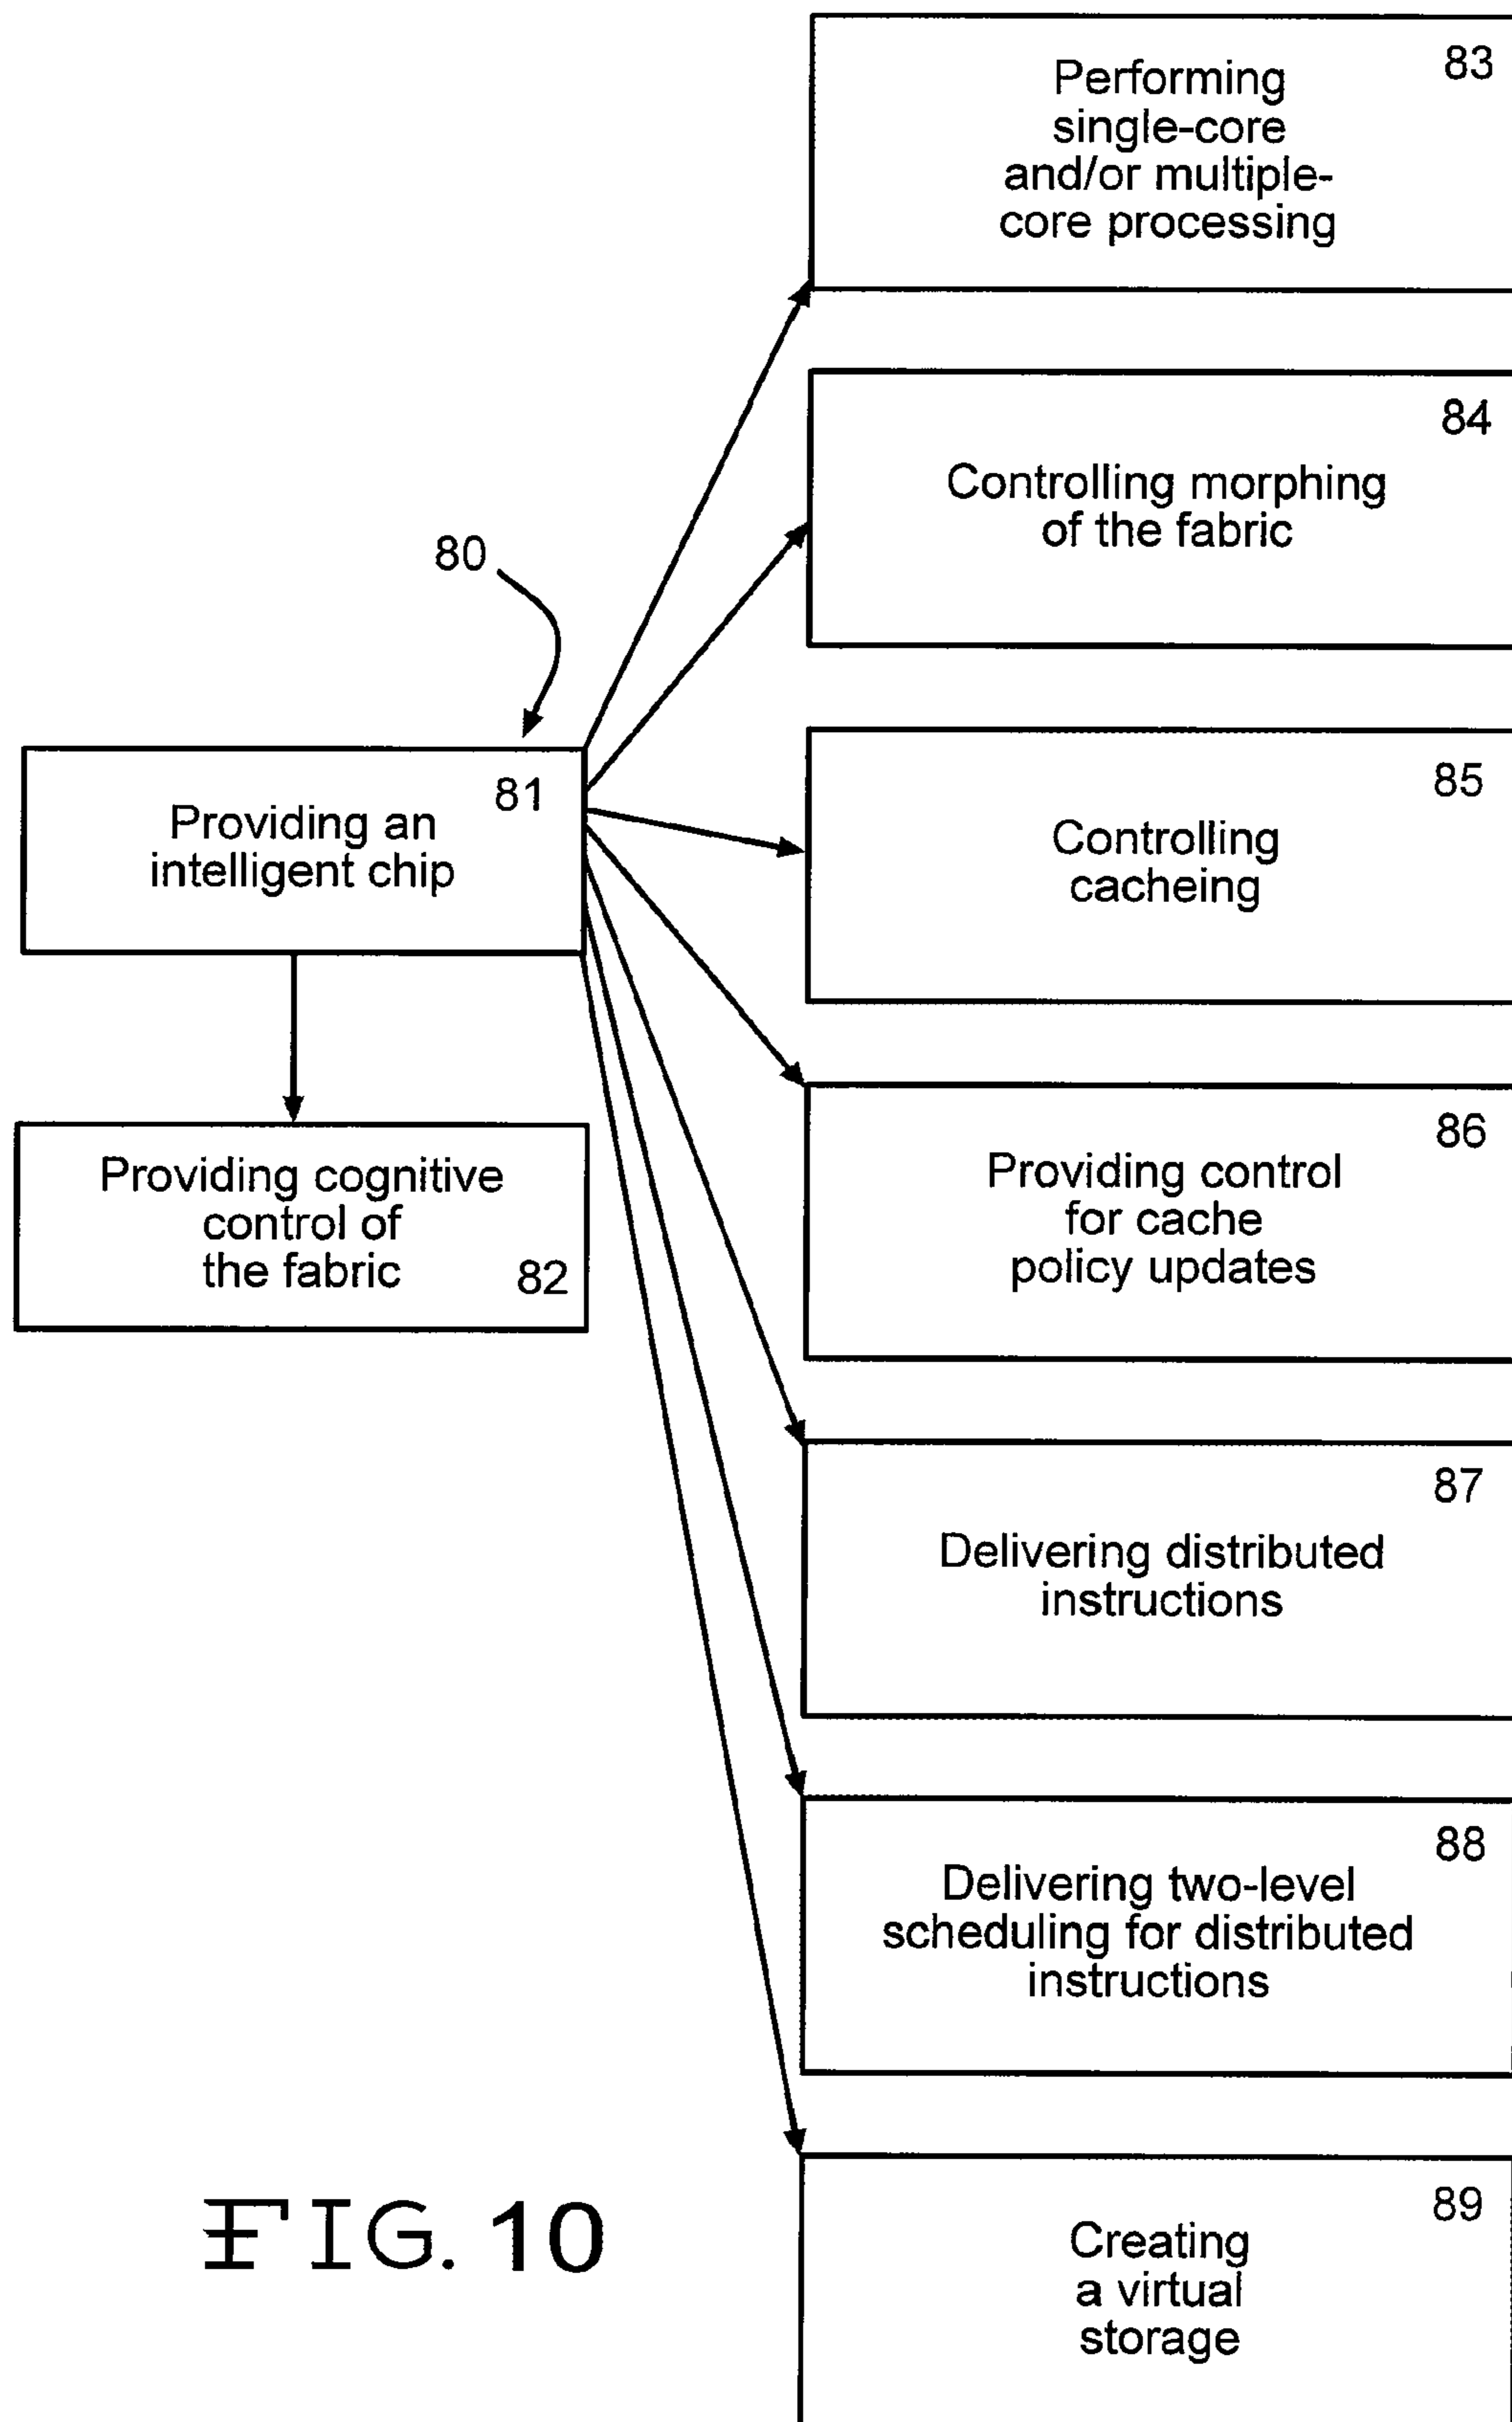 83
Performing
single-core
and/or multiple-
core processing
84
Controlling morphing
of the fabric
80
85
Controlling
cacheing
81
Providing an
intelligent chip
86
Providing control
for cache
policy updates
Providing cognitive
control of
the fabric
82
87
Delivering distributed
instructions
88
Delivering two-level
scheduling for distributed
instructions
89
Creating
a virtual
storage
FIG. 10